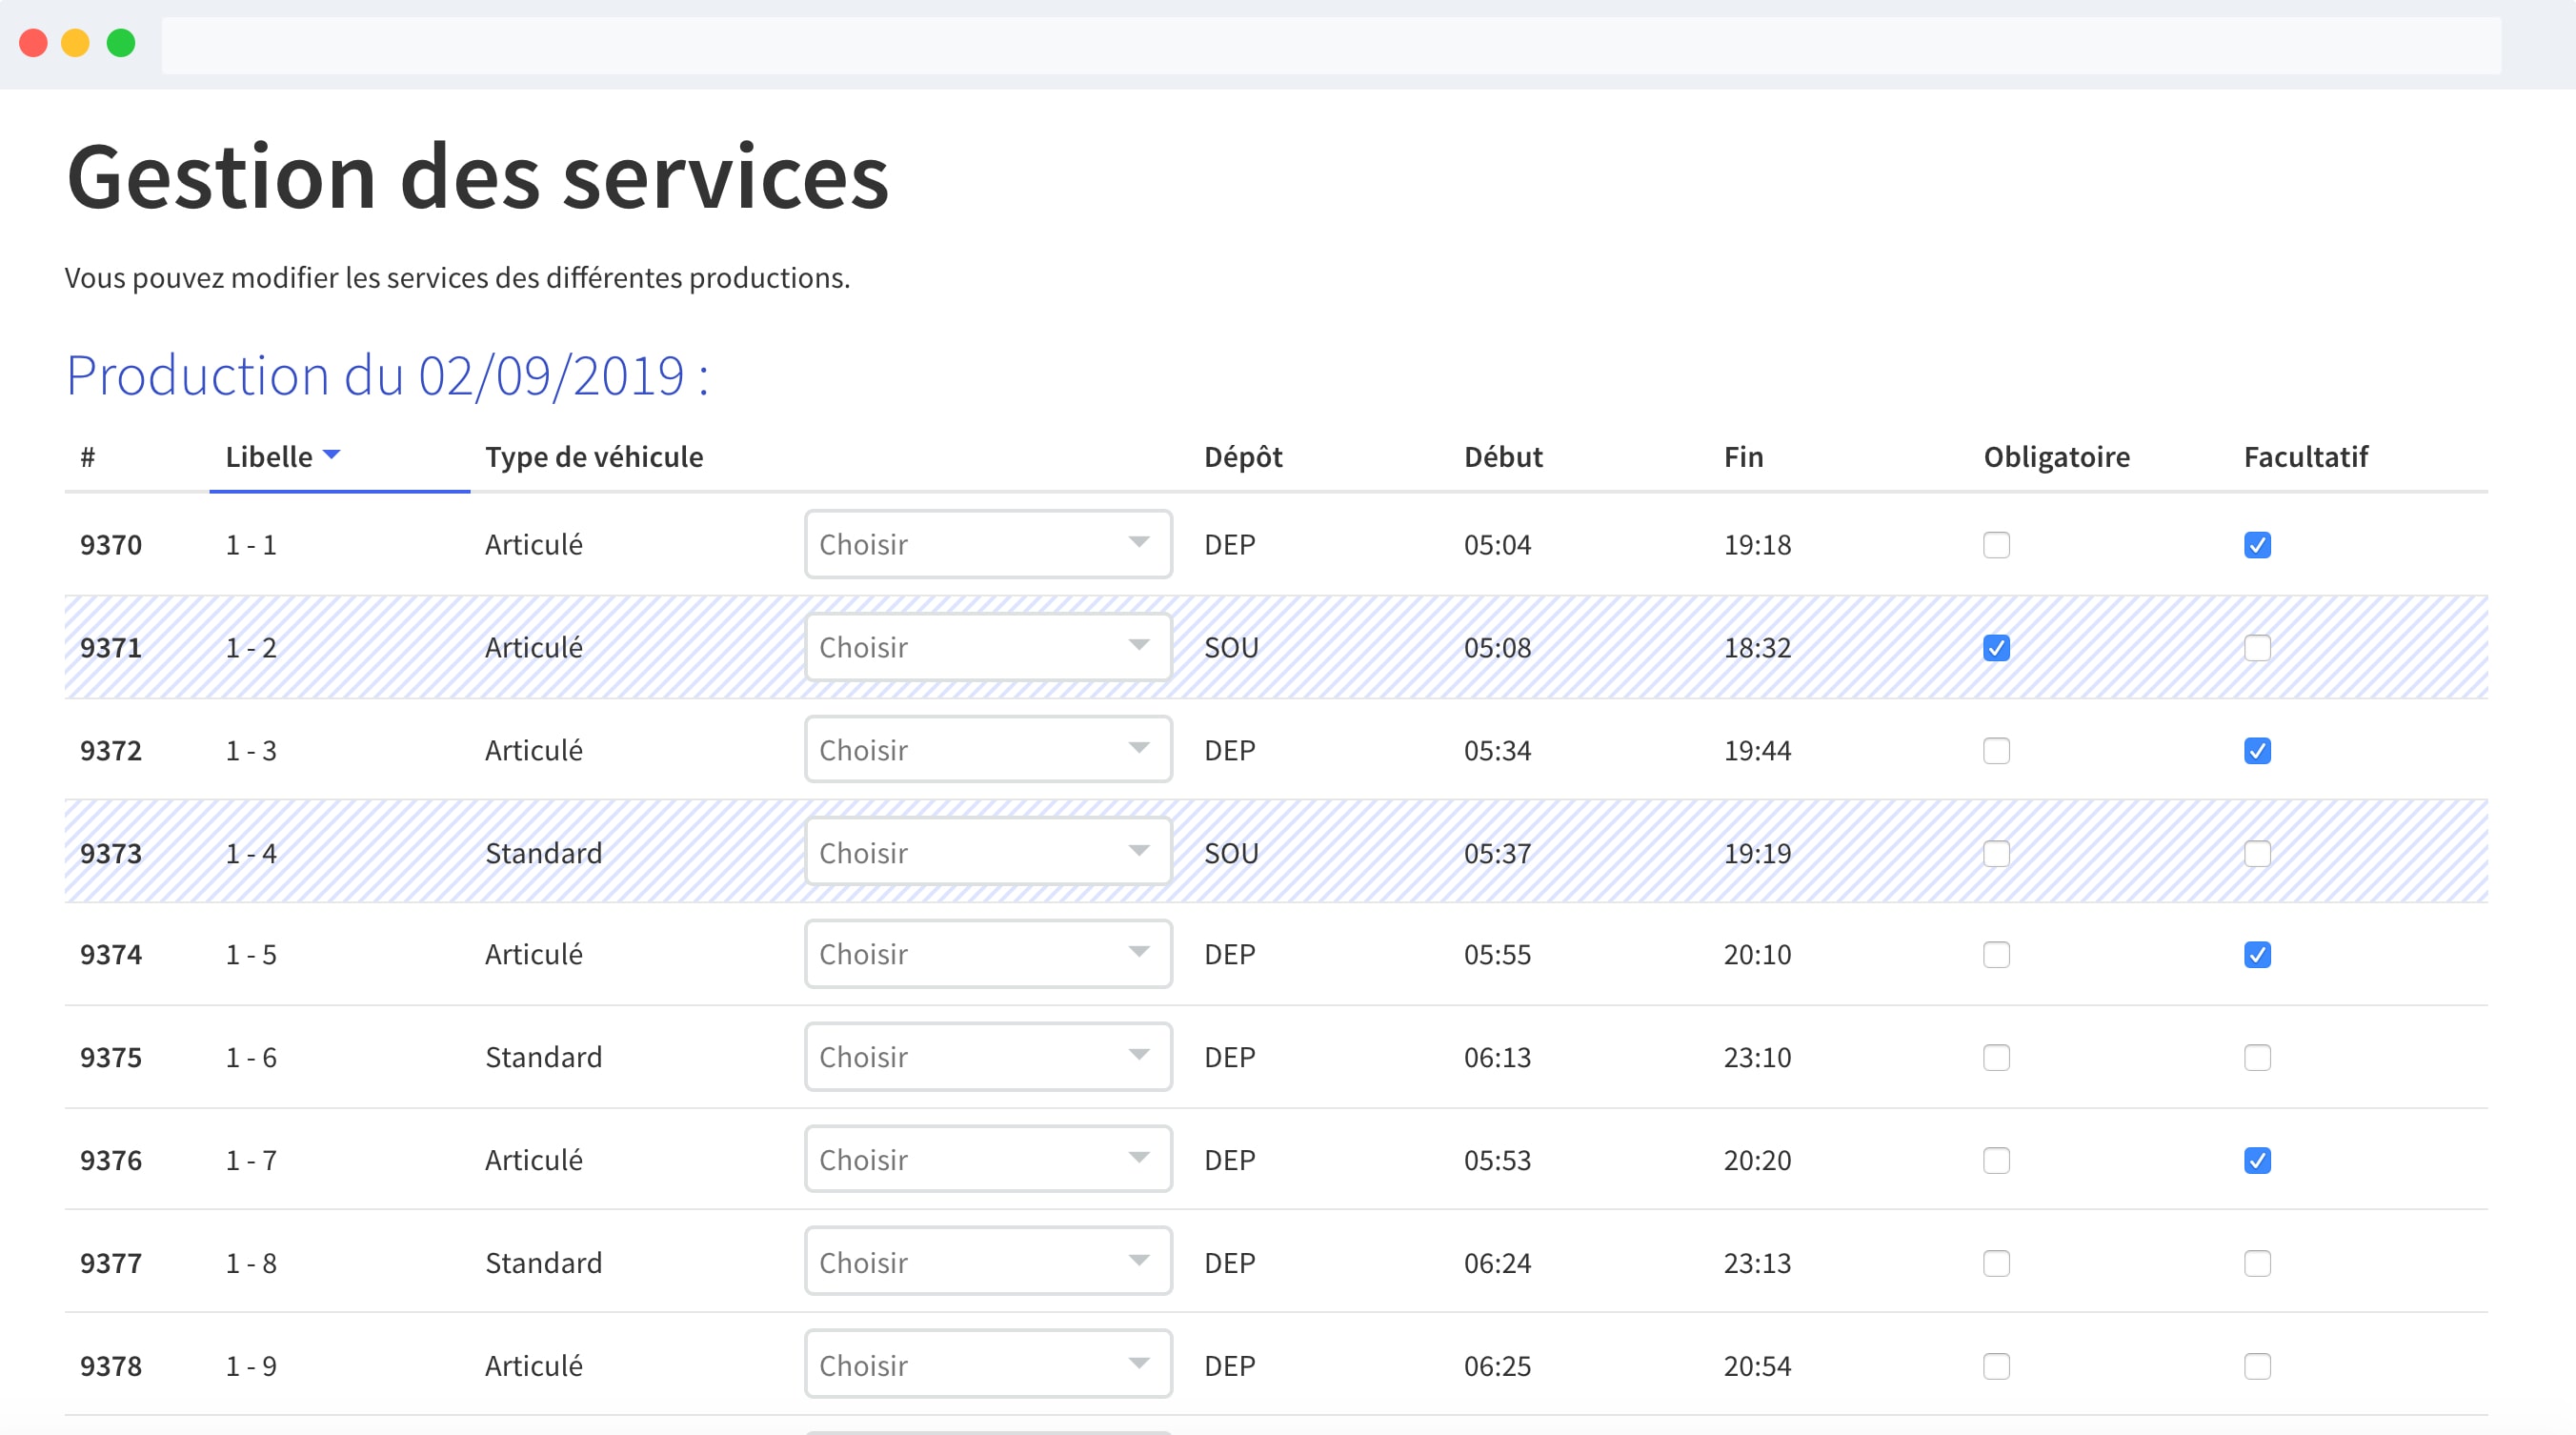 Gestion des services
Vous pouvez modifier les services des différentes productions.
Production du 02/09/2019 :
# Libelle Type de véhicule Dépôt Début Fin Obligatoire Facultatif
9370 1 - 1 Articulé Choisir DEP 05:04 19:18
9371 1 - 2 Articulé Choisir SOU 05:08 18:32
9372 1 - 3 Articulé Choisir DEP 05:34 19:44
9373 1 - 4 Standard Choisir SOU 05:37 19:19
9374 1 - 5 Articulé Choisir DEP 05:55 20:10
9375 1 - 6 Standard Choisir DEP 06:13 23:10
9376 1 - 7 Articulé Choisir DEP 05:53 20:20
9377 1 - 8 Standard Choisir DEP 06:24 23:13
9378 1 - 9 Articulé Choisir DEP 06:25 20:54